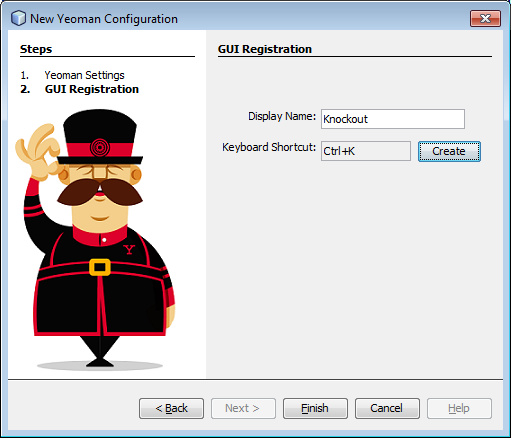 New Yeoman Configuration
Steps
1. Yeoman Settings
2. GUI Registration
Y
GUI Registration
Display Name: Knockout
Keyboard Shortcut: Ctrl+K Create
< Back Next > Finish Cancel Help